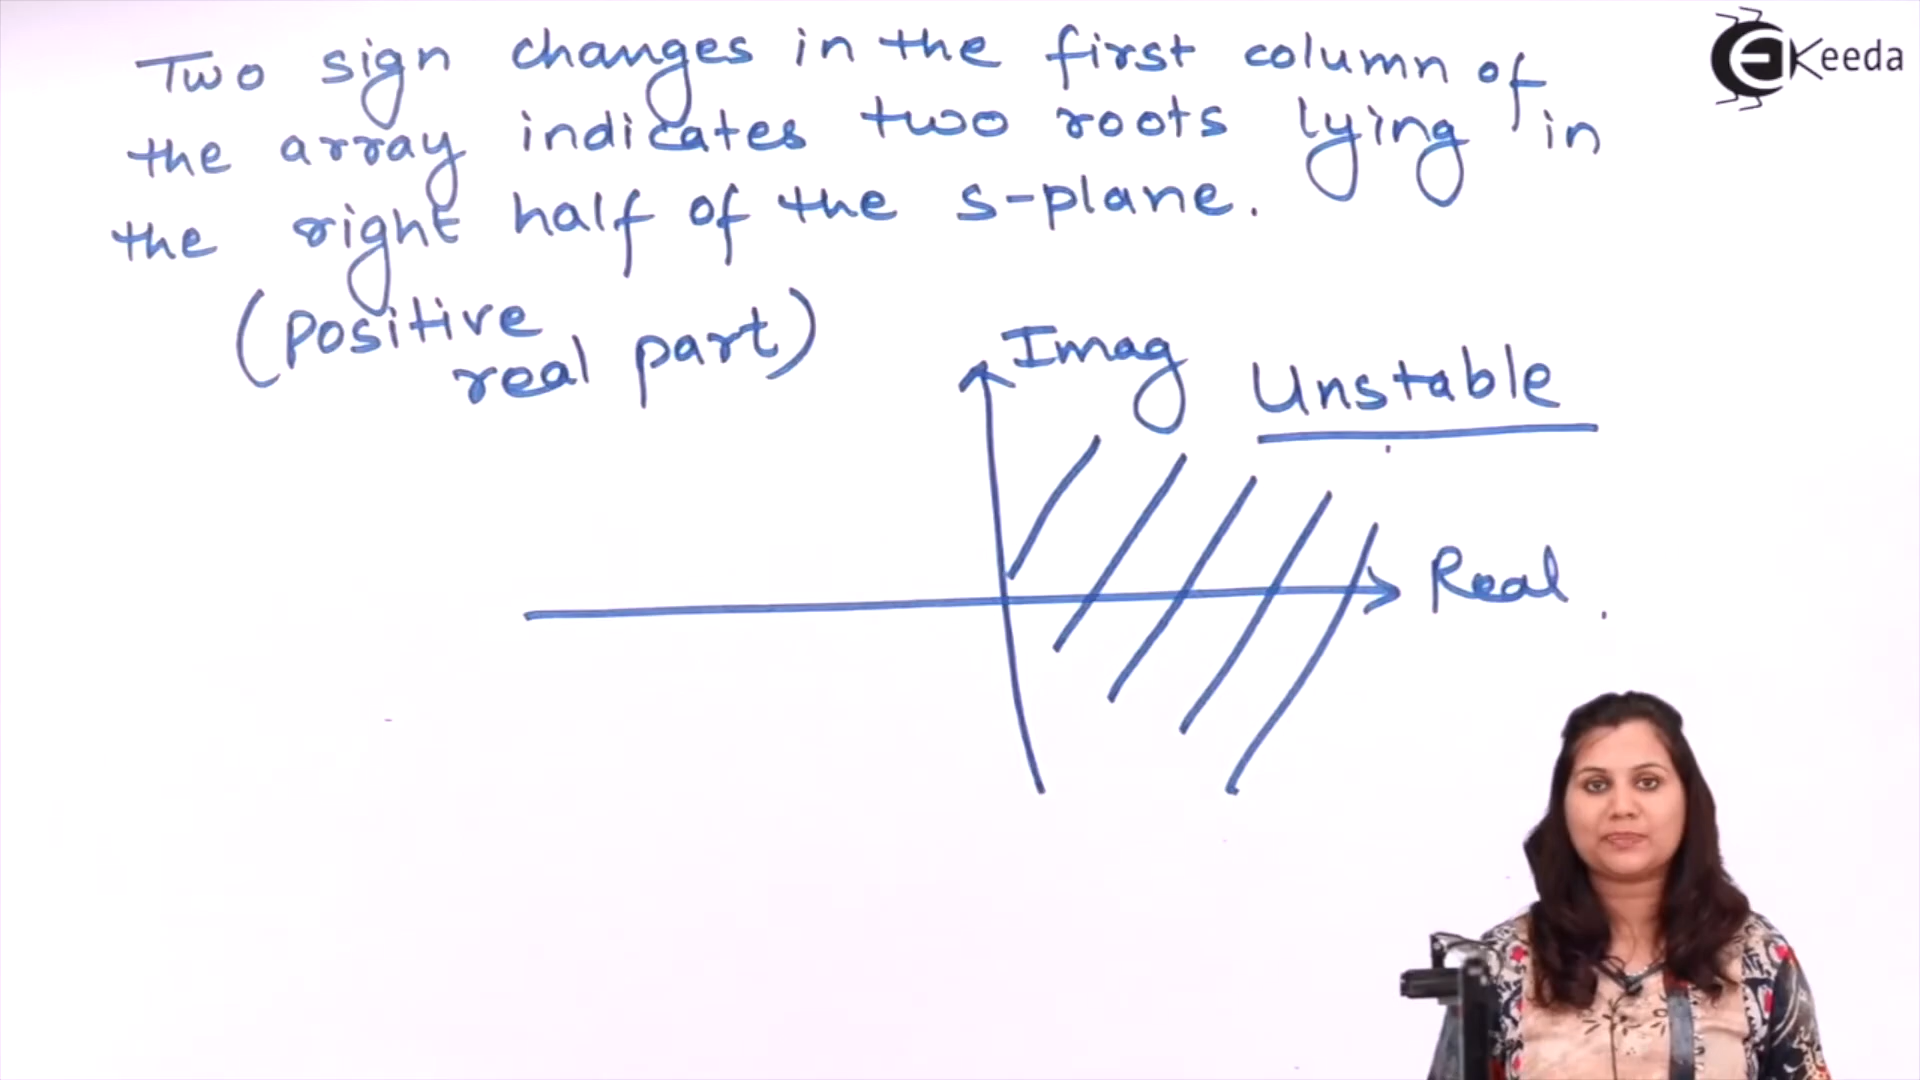 Two sign changes in the first column of
the array indicates two roots lying in
the right half of the s-plane.
(Positive
real part)
Imag
Unstable
Real
EKeeda